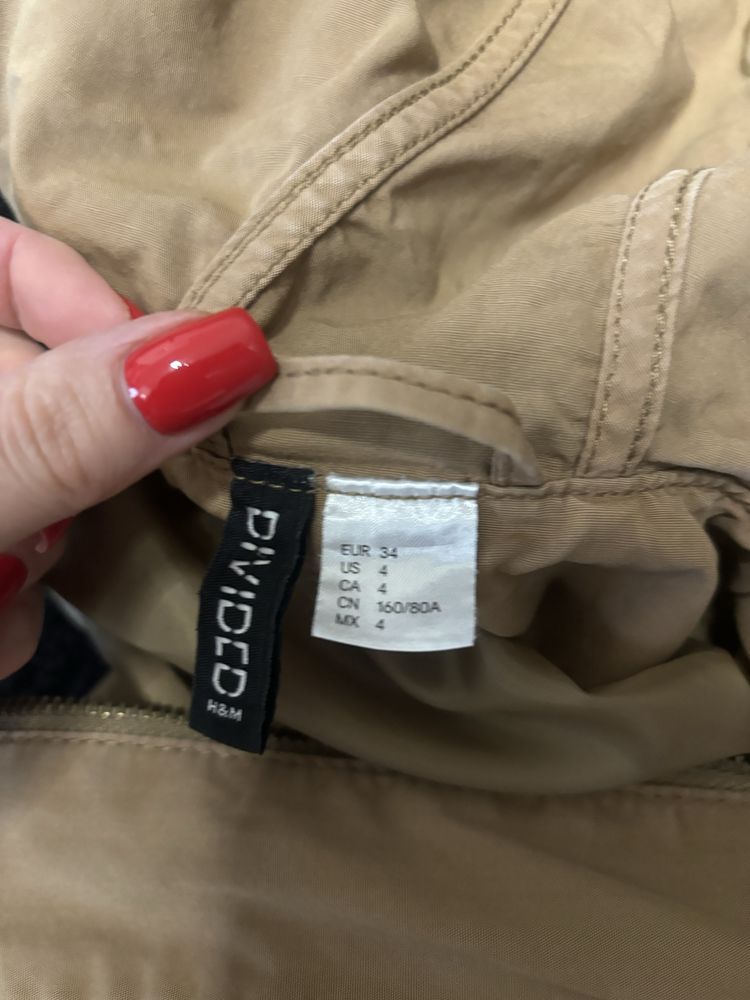 DIVIDED
H&M
EUR 34
US 4
CA 4
CN 160/80A
MX 4